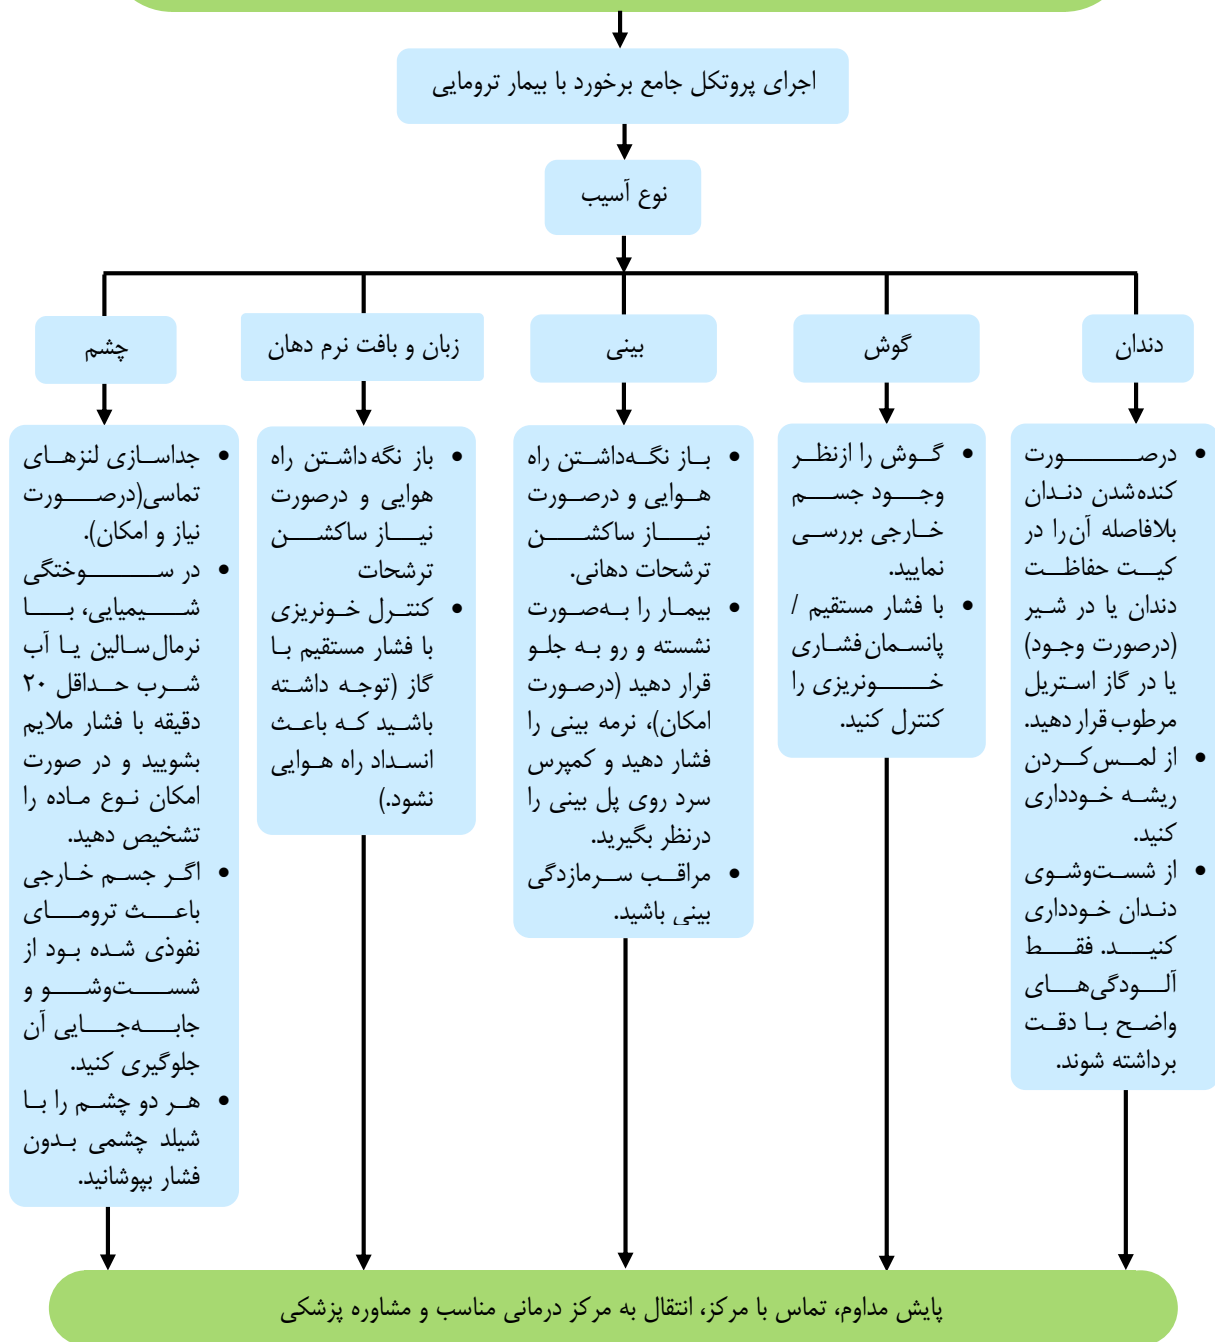 اجرای پروتکل جامع برخورد با بیمار ترومایی
نوع آسیب
دندان
گوش
بینی
زبان و بافت نرم دهان
چشم
• درصورت
کنده‌شدن دندان
بلافاصله آن را در
کیت حفاظت
دندان یا در شیر
(درصورت وجود)
یا در گاز استریل
مرطوب قرار دهید.
• از لمس‌کردن
ریشه خودداری
کنید.
• از شست‌وشوی
دندان خودداری
کنید. فقط
آلودگی‌های
واضح با دقت
برداشته شوند.
• گوش را ازنظر
وجود جسم
خارجی بررسی
نمایید.
• با فشار مستقیم /
پانسمان فشاری
خونریزی را
کنترل کنید.
• باز نگه‌داشتن راه
هوایی و درصورت
نیاز ساکشن
ترشحات دهانی.
• بیمار را به‌صورت
نشسته و رو به جلو
قرار دهید (درصورت
امکان)، نرمه بینی را
فشار دهید و کمپرس
سرد روی پل بینی را
درنظر بگیرید.
• مراقب سرمازدگی
بینی باشید.
• باز نگه‌داشتن راه
هوایی و درصورت
نیاز ساکشن
ترشحات
• کنترل خونریزی
با فشار مستقیم با
گاز (توجه داشته
باشید که باعث
انسداد راه هوایی
نشود.)
• جداسازی لنزهای
تماسی(درصورت
نیاز و امکان).
• در سوختگی
شیمیایی، با
نرمال‌سالین یا آب
شرب حداقل ۲۰
دقیقه با فشار ملایم
بشویید و در صورت
امکان نوع ماده را
تشخیص دهید.
• اگر جسم خارجی
باعث ترومای
نفوذی شده بود از
شست‌وشو و
جابه‌جایی آن
جلوگیری کنید.
• هر دو چشم را با
شیلد چشمی بدون
فشار بپوشانید.
پایش مداوم، تماس با مرکز، انتقال به مرکز درمانی مناسب و مشاوره پزشکی